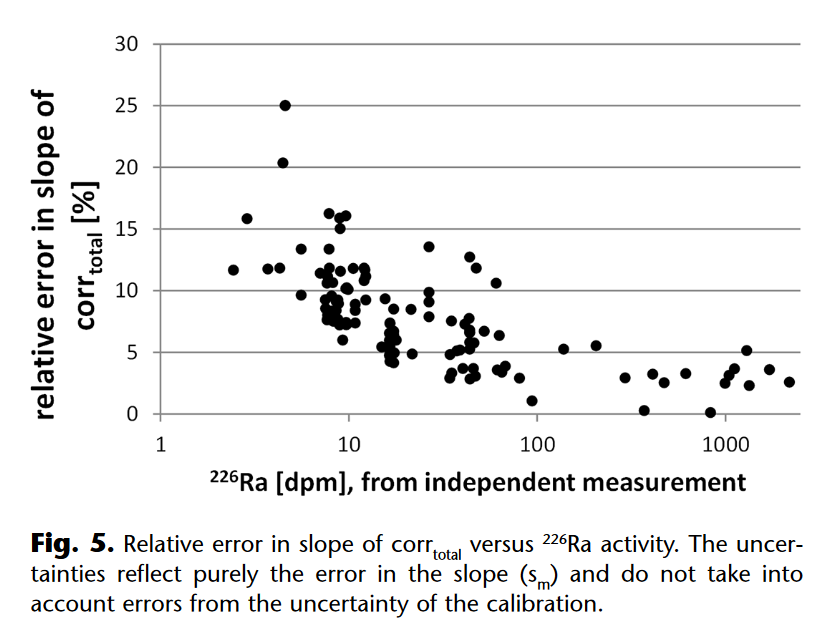 30
25
20
15
10
5
0
relative error in slope of
corrtotal [%]
1
10
100
1000
226Ra [dpm], from independent measurement
Fig. 5. Relative error in slope of corrtotal versus 226Ra activity. The uncer-
tainties reflect purely the error in the slope (sm) and do not take into
account errors from the uncertainty of the calibration.